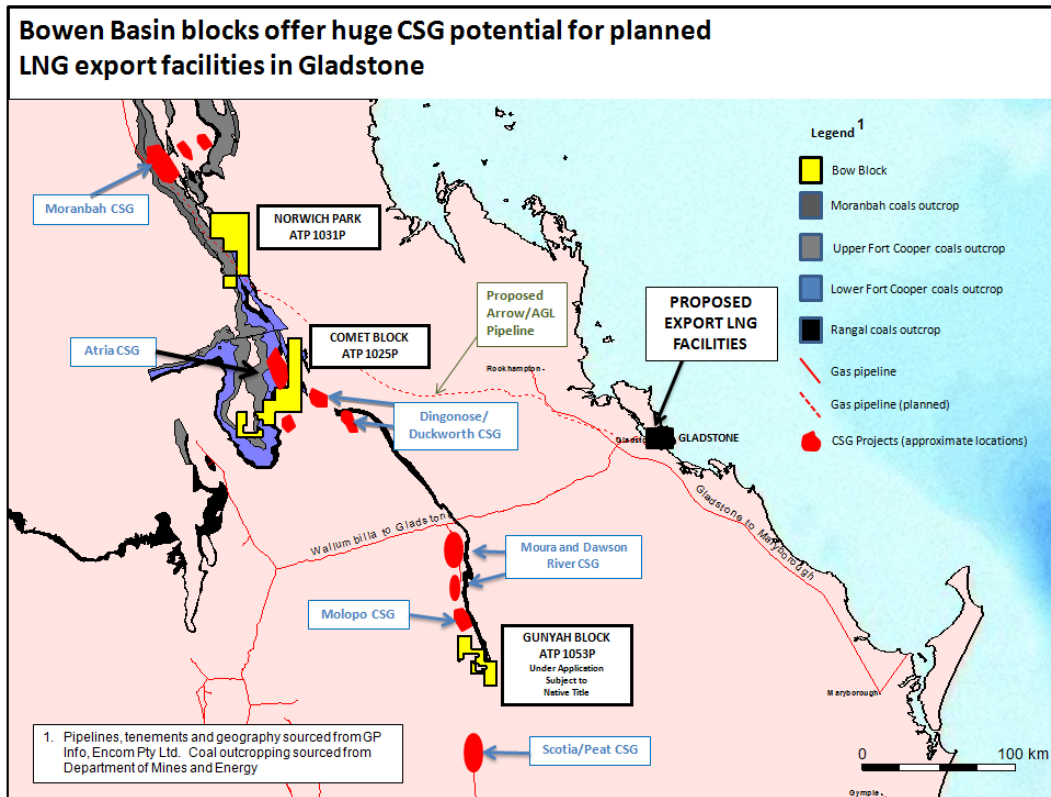 Bowen Basin blocks offer huge CSG potential for planned
LNG export facilities in Gladstone
Legend 1
Bow Block
Moranbah coals outcrop
Upper Fort Cooper coals outcrop
Lower Fort Cooper coals outcrop
Rangal coals outcrop
Gas pipeline
Gas pipeline (planned)
CSG Projects (approximate locations)
Moranbah CSG
NORWICH PARK
ATP 1031P
Proposed
Arrow/AGL
Pipeline
PROPOSED
EXPORT LNG
FACILITIES
COMET BLOCK
ATP 1025P
Atria CSG
Rookhampton
Dingonose/
Duckworth CSG
Gladsto
GLADSTONE
Wallumbilla to Gladstone
Gladstone to Maryborough
Moura and Dawson
River CSG
Molopo CSG
GUNYAH BLOCK
ATP 1053P
Under Application
Subject to
Native Title
Maryborough
Scotia/Peat CSG
1. Pipelines, tenements and geography sourced from GP
Info, Encom Pty Ltd. Coal outcropping sourced from
Department of Mines and Energy
0
100 km
Gympie